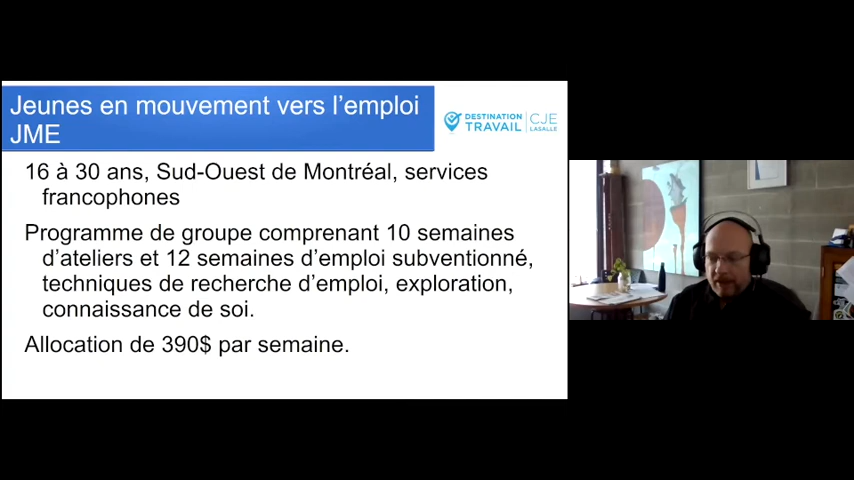 Jeunes en mouvement vers l’emploi
JME
DESTINATION
TRAVAIL
CJE
LASALLE
16 à 30 ans, Sud-Ouest de Montréal, services
francophones
Programme de groupe comprenant 10 semaines
d’ateliers et 12 semaines d’emploi subventionné,
techniques de recherche d’emploi, exploration,
connaissance de soi.
Allocation de 390$ par semaine.